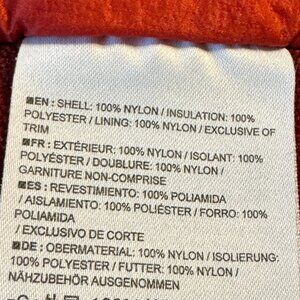 EN : SHELL: 100% NYLON / INSULATION: 100%
POLYESTER / LINING: 100% NYLON / EXCLUSIVE OF
TRIM
FR : EXTÉRIEUR: 100% NYLON / ISOLANT: 100%
POLYÉSTER / DOUBLURE: 100% NYLON /
GARNITURE NON-COMPRISE
ES : REVESTIMIENTO: 100% POLIAMIDA
/ AISLAMIENTO: 100% POLIÉSTER / FORRO: 100%
POLIAMIDA
/ EXCLUSIVO DE CORTE
DE : OBERMATERIAL: 100% NYLON / ISOLIERUNG:
100% POLYESTER / FUTTER: 100% NYLON /
NÄHZUBEHÖR AUSGENOMMEN